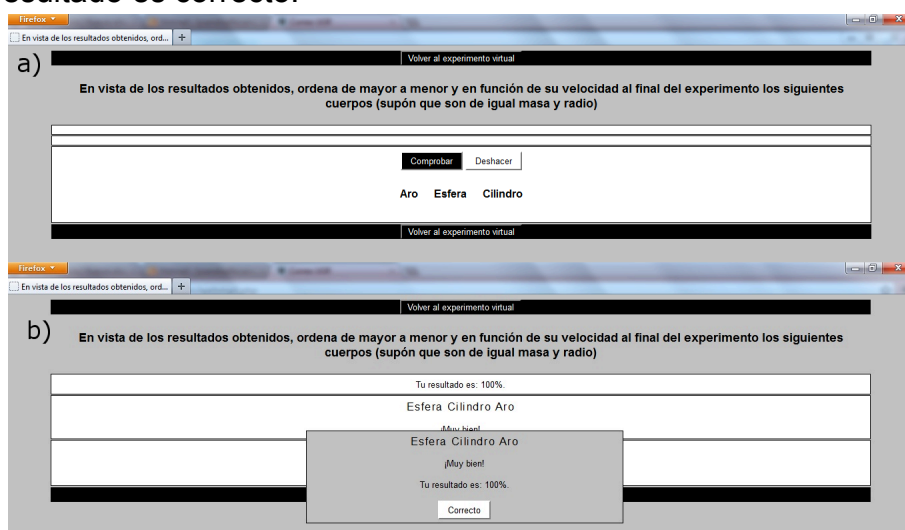 resultado es correcto.
Firefox
En vista de los resultados obtenidos, ord...
a)
Volver al experimento virtual
En vista de los resultados obtenidos, ordena de mayor a menor y en función de su velocidad al final del experimento los siguientes
cuerpos (supón que son de igual masa y radio)
Comprobar Deshacer
Aro Esfera Cilindro
Volver al experimento virtual
Firefox
En vista de los resultados obtenidos, ord...
Volver al experimento virtual
b)
En vista de los resultados obtenidos, ordena de mayor a menor y en función de su velocidad al final del experimento los siguientes
cuerpos (supón que son de igual masa y radio)
Tu resultado es: 100%.
Esfera Cilindro Aro
¡Muy bien!
Esfera Cilindro Aro
¡Muy bien!
Tu resultado es: 100%.
Correcto